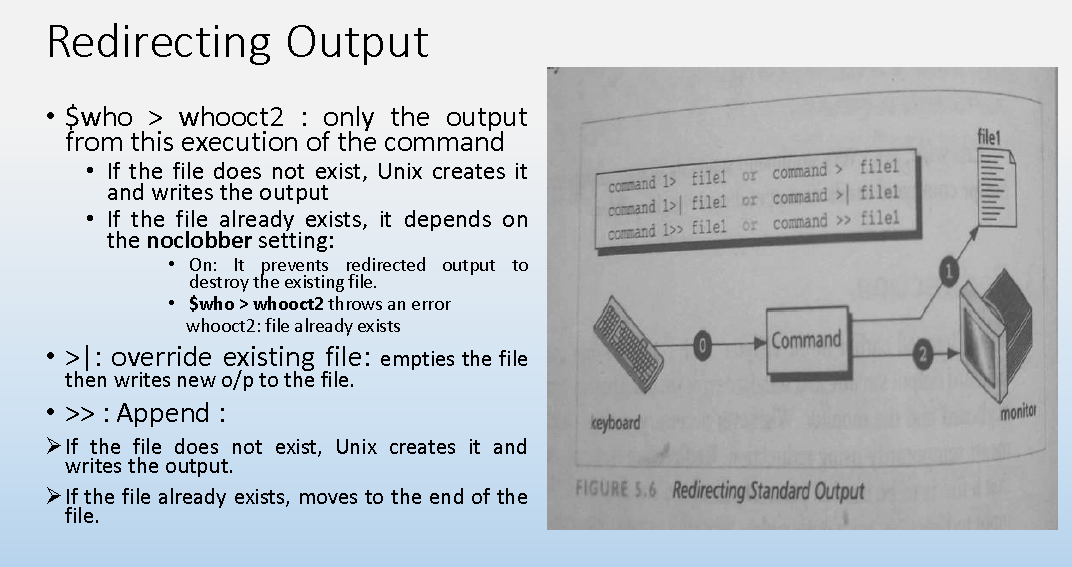 Redirecting Output
• $who > whooct2 : only the output
from this execution of the command
• If the file does not exist, Unix creates it
and writes the output
• If the file already exists, it depends on
the noclobber setting:
• On: It prevents redirected output to
destroy the existing file.
• $who > whooct2 throws an error
whooct2: file already exists
• >|: override existing file: empties the file
then writes new o/p to the file.
• >> : Append :
➢If the file does not exist, Unix creates it and
writes the output.
➢If the file already exists, moves to the end of the
file.
file1
command 1> file1 or command > file1
command 1>| file1 or command >| file1
command 1>> file1 or command >> file1
1
0
Command
2
keyboard
monitor
FIGURE 5.6 Redirecting Standard Output